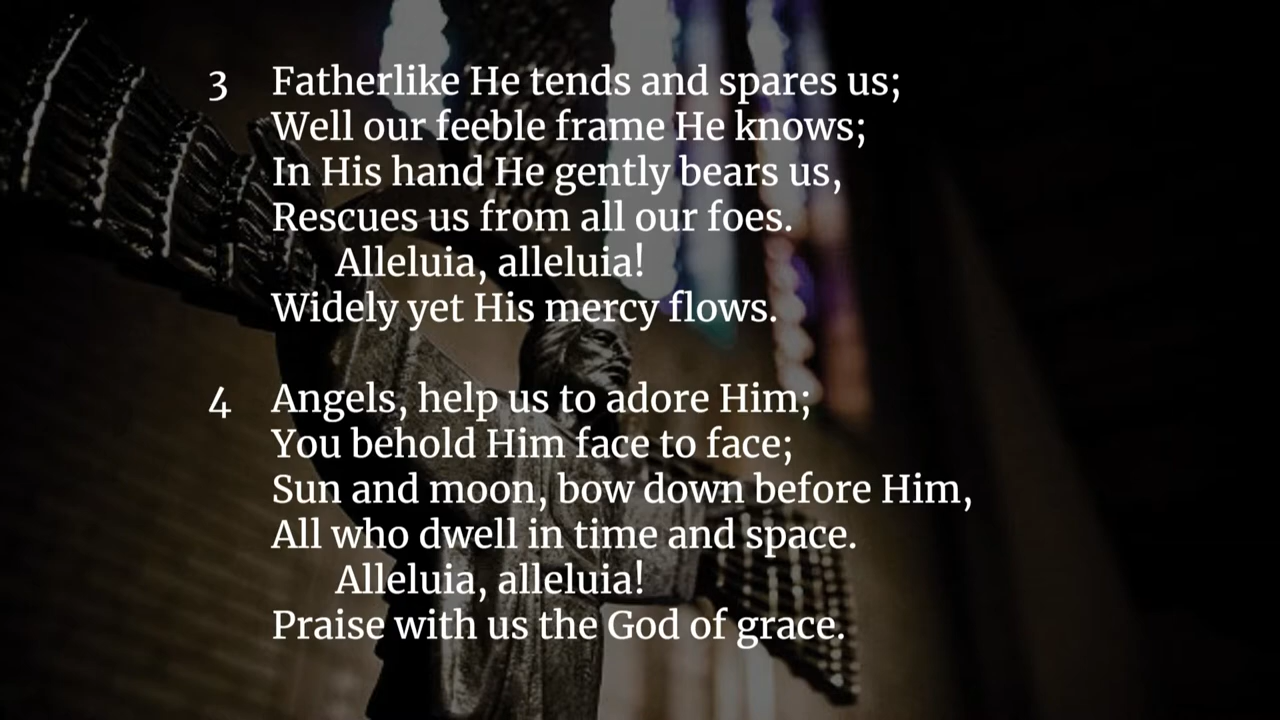 3 Fatherlike He tends and spares us;
Well our feeble frame He knows;
In His hand He gently bears us,
Rescues us from all our foes.
Alleluia, alleluia!
Widely yet His mercy flows.
4 Angels, help us to adore Him;
You behold Him face to face;
Sun and moon, bow down before Him,
All who dwell in time and space.
Alleluia, alleluia!
Praise with us the God of grace.